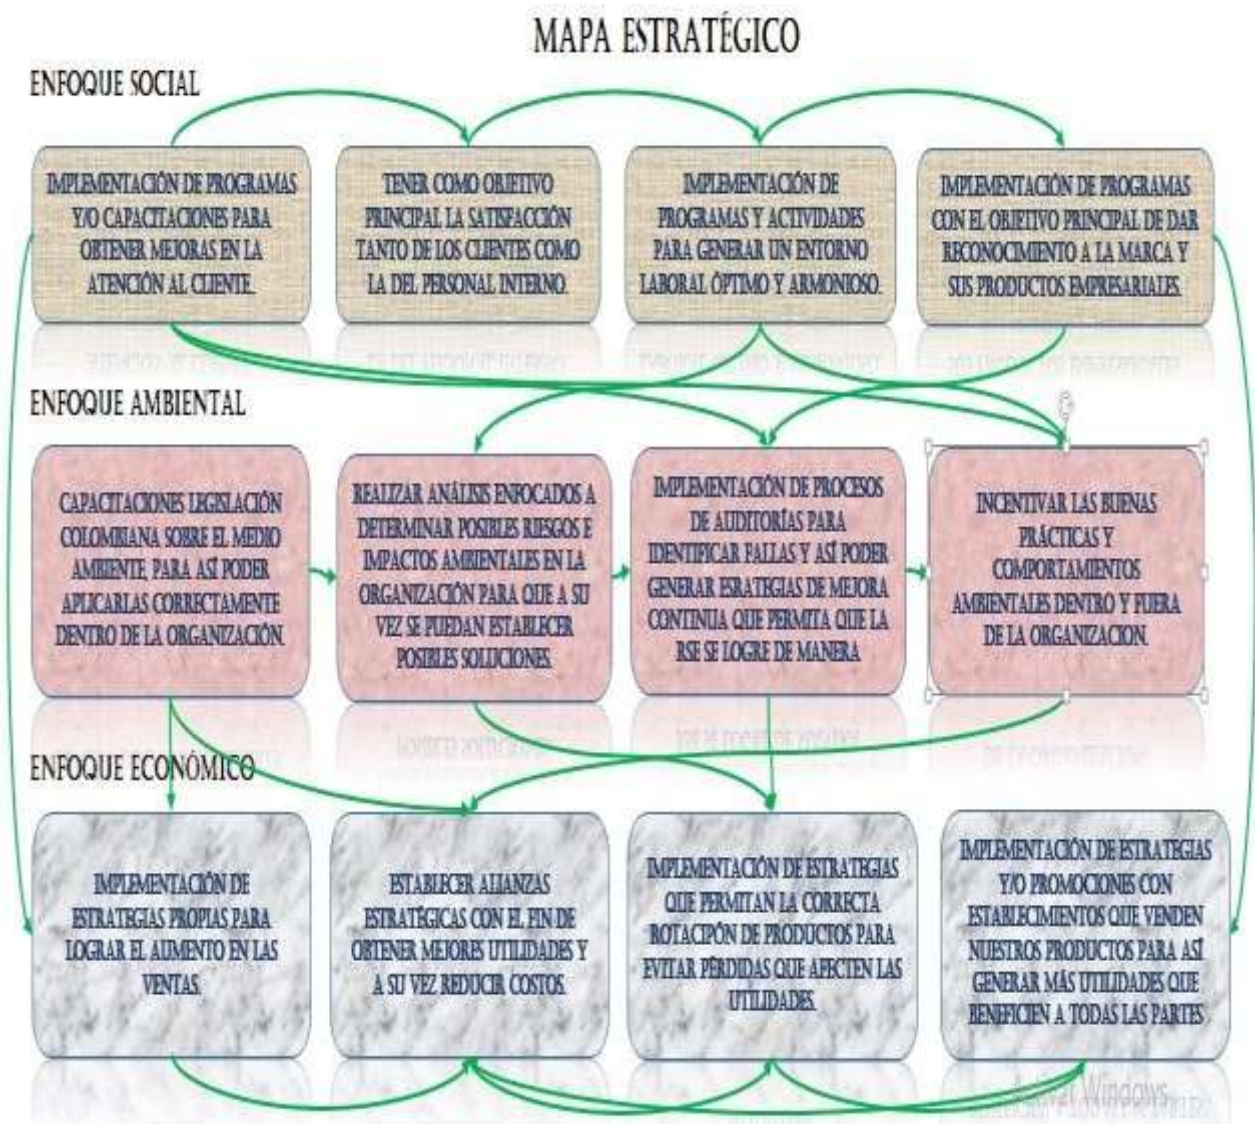 MAPA ESTRATÉGICO
ENFOQUE SOCIAL
IMPLEMENTACIÓN DE PROGRAMAS
Y/O CAPACITACIONES PARA
OBTENER MEJORAS EN LA
ATENCIÓN AL CLIENTE.
TENER COMO OBJETIVO
PRINCIPAL LA SATISFACCIÓN
TANTO DE LOS CLIENTES COMO
LA DEL PERSONAL INTERNO.
IMPLEMENTACIÓN DE
PROGRAMAS Y ACTIVIDADES
PARA GENERAR UN ENTORNO
LABORAL ÓPTIMO Y ARMONIOSO.
IMPLEMENTACIÓN DE PROGRAMAS
CON EL OBJETIVO PRINCIPAL DE DAR
RECONOCIMIENTO A LA MARCA Y
SUS PRODUCTOS EMPRESARIALES.
ENFOQUE AMBIENTAL
CAPACITACIONES LEGISLACIÓN
COLOMBIANA SOBRE EL MEDIO
AMBIENTE, PARA ASÍ PODER
APLICARLAS CORRECTAMENTE
DENTRO DE LA ORGANIZACIÓN.
REALIZAR ANÁLISIS ENFOCADOS A
DETERMINAR POSIBLES RIESGOS E
IMPACTOS AMBIENTALES EN LA
ORGANIZACIÓN PARA QUE A SU
VEZ SE PUEDAN ESTABLECER
POSIBLES SOLUCIONES.
IMPLEMENTACIÓN DE PROCESOS
DE AUDITORÍAS PARA
IDENTIFICAR FALLAS Y ASÍ PODER
GENERAR ESRATEGIAS DE MEJORA
CONTINUA QUE PERMITA QUE LA
RSE SE LOGRE DE MANERA
INCENTIVAR LAS BUENAS
PRÁCTICAS Y
COMPORTAMIENTOS
AMBIENTALES DENTRO Y FUERA
DE LA ORGANIZACION.
ENFOQUE ECONÓMICO
IMPLEMENTACIÓN DE
ESTRATEGIAS PROPIAS PARA
LOGRAR EL AUMENTO EN LAS
VENTAS.
ESTABLECER ALIANZAS
ESTRATÉGICAS CON EL FIN DE
OBTENER MEJORES UTILIDADES Y
A SU VEZ REDUCIR COSTOS.
IMPLEMENTACIÓN DE ESTRATEGIAS
QUE PERMITAN LA CORRECTA
ROTACIPÓN DE PRODUCTOS PARA
EVITAR PÉRDIDAS QUE AFECTEN LAS
UTILIDADES.
IMPLEMENTACIÓN DE ESTRATEGIAS
Y/O PROMOCIONES CON
ESTABLECIMIENTOS QUE VENDEN
NUESTROS PRODUCTOS PARA ASÍ
GENERAR MÁS UTILIDADES QUE
BENEFICIEN A TODAS LAS PARTES
Activar Windows